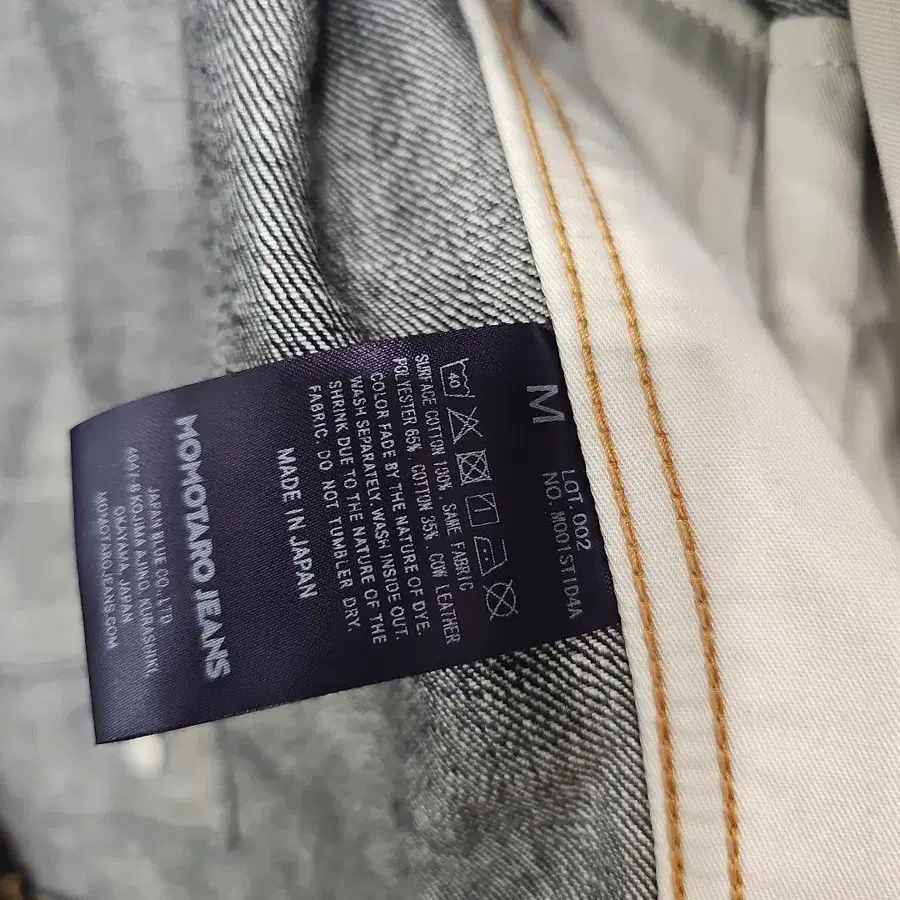 M
LOT. 002
NO. M001ST1D4A
40
SURFACE COTTON 100% . SAME FABRIC
POLYESTER 65% COTTON 35% . COW LEATHER
COLOR FADE BY THE NATURE OF DYE.
WASH SEPARATELY. WASH INSIDE OUT.
SHRINK DUE TO THE NATURE OF THE
FABRIC. DO NOT TUMBLER DRY.
MADE IN JAPAN
MOMOTARO JEANS
JAPAN BLUE CO., LTD
4047-8 KOJIMA AJINO, KURASHIKI,
OKAYAMA, JAPAN
MOMOTAROJEANS.COM